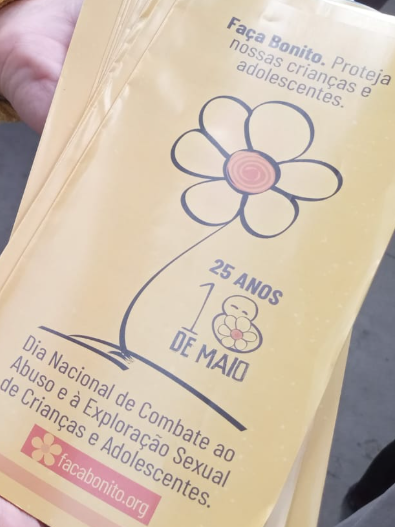 Faça Bonito. Proteja
nossas crianças e
adolescentes.
25 ANOS
18
DE MAIO
Dia Nacional de Combate ao
Abuso e à Exploração Sexual
de Crianças e Adolescentes.
facabonito.org